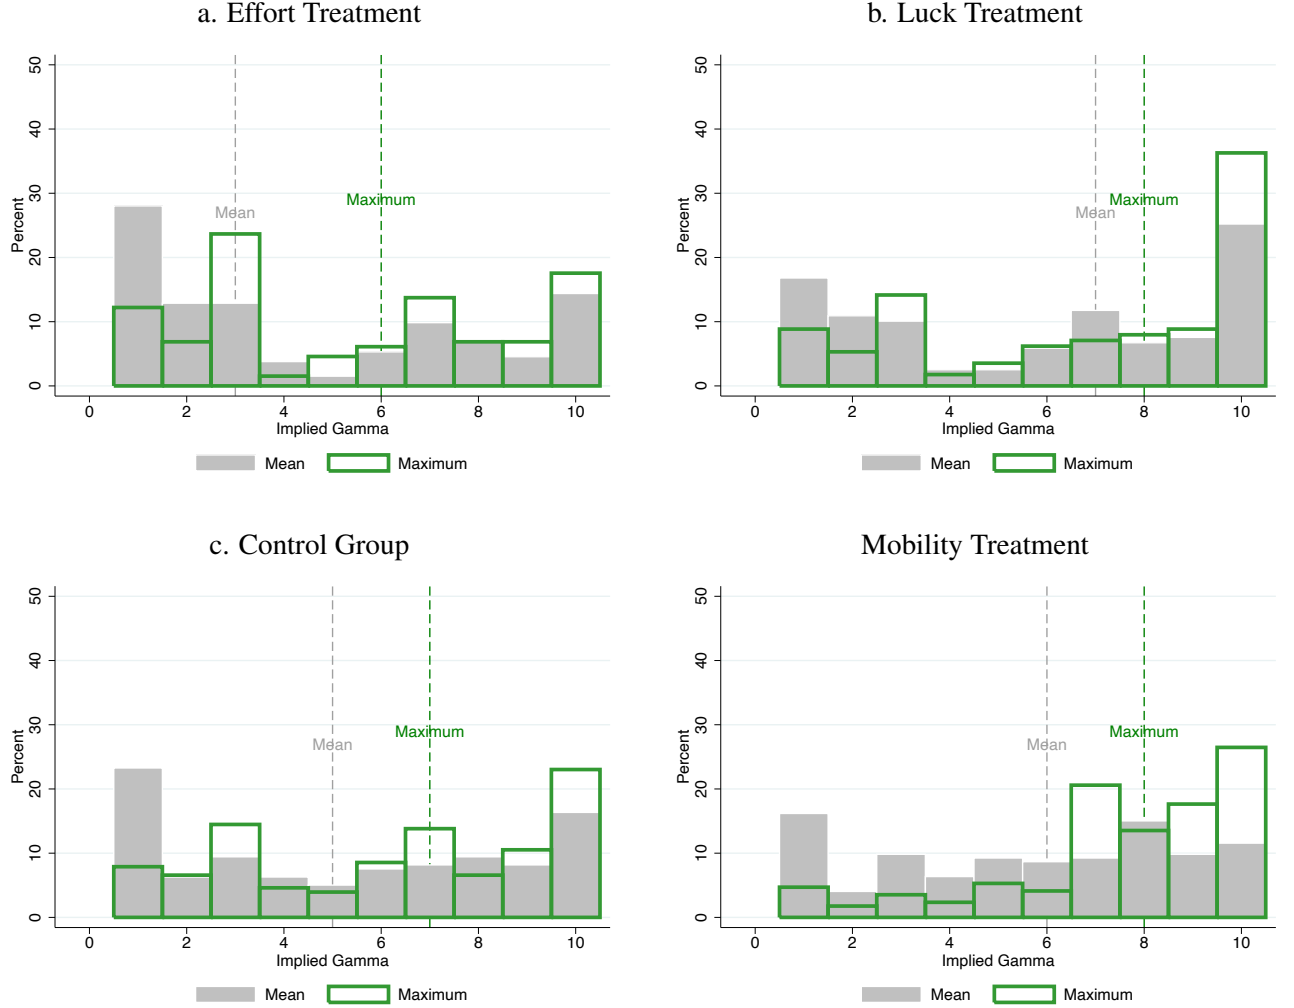 a. Effort Treatment
50
40
30
20
10
0
Percent
Maximum
Mean
0 2 4 6 8 10
Implied Gamma
Mean Maximum
b. Luck Treatment
50
40
30
20
10
0
Percent
Maximum
Mean
0 2 4 6 8 10
Implied Gamma
Mean Maximum
c. Control Group
50
40
30
20
10
0
Percent
Maximum
Mean
0 2 4 6 8 10
Implied Gamma
Mean Maximum
Mobility Treatment
50
40
30
20
10
0
Percent
Maximum
Mean
0 2 4 6 8 10
Implied Gamma
Mean Maximum